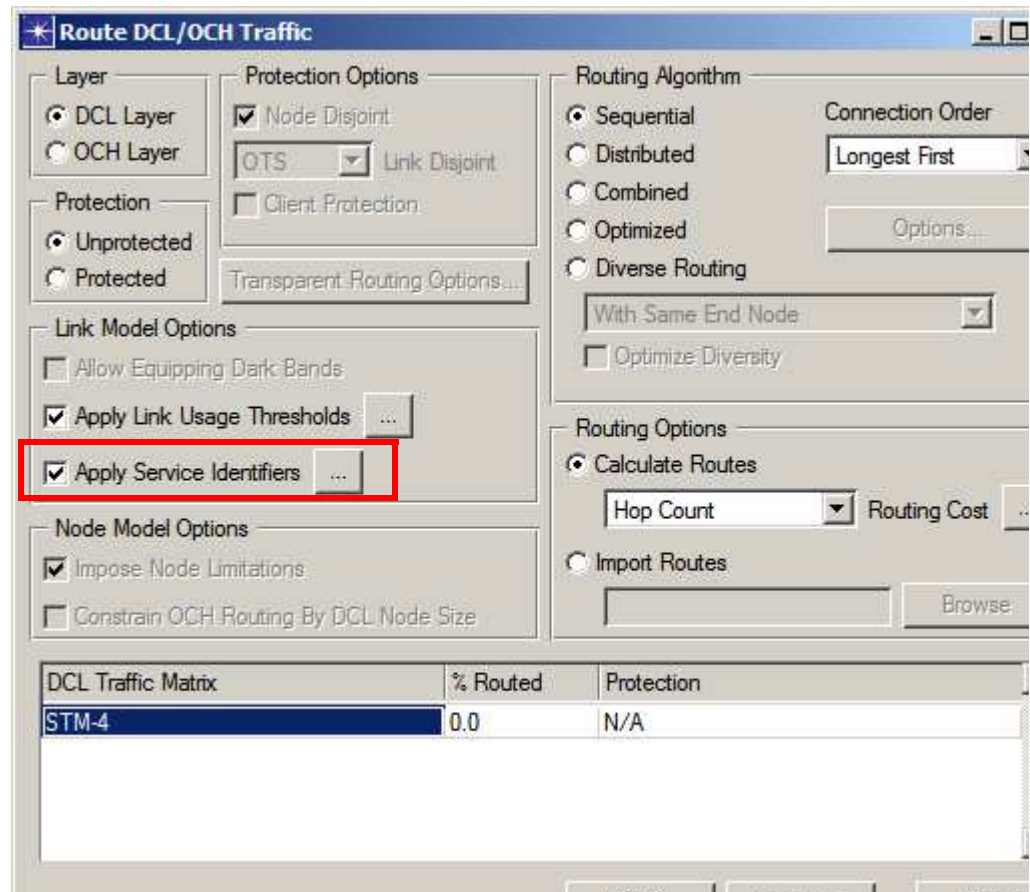 Route DCL/OCH Traffic
Layer
DCL Layer
OCH Layer
Protection Options
Node Disjoint
OTS Link Disjoint
Client Protection
Protection
Unprotected
Protected
Transparent Routing Options...
Link Model Options
Allow Equipping Dark Bands
Apply Link Usage Thresholds ...
Apply Service Identifiers ...
Node Model Options
Impose Node Limitations
Constrain OCH Routing By DCL Node Size
Routing Algorithm
Sequential
Distributed
Combined
Optimized
Diverse Routing
Connection Order
Longest First
Options...
With Same End Node
Optimize Diversity
Routing Options
Calculate Routes
Hop Count Routing Cost
Import Routes
Browse
DCL Traffic Matrix % Routed Protection
STM-4 0.0 N/A